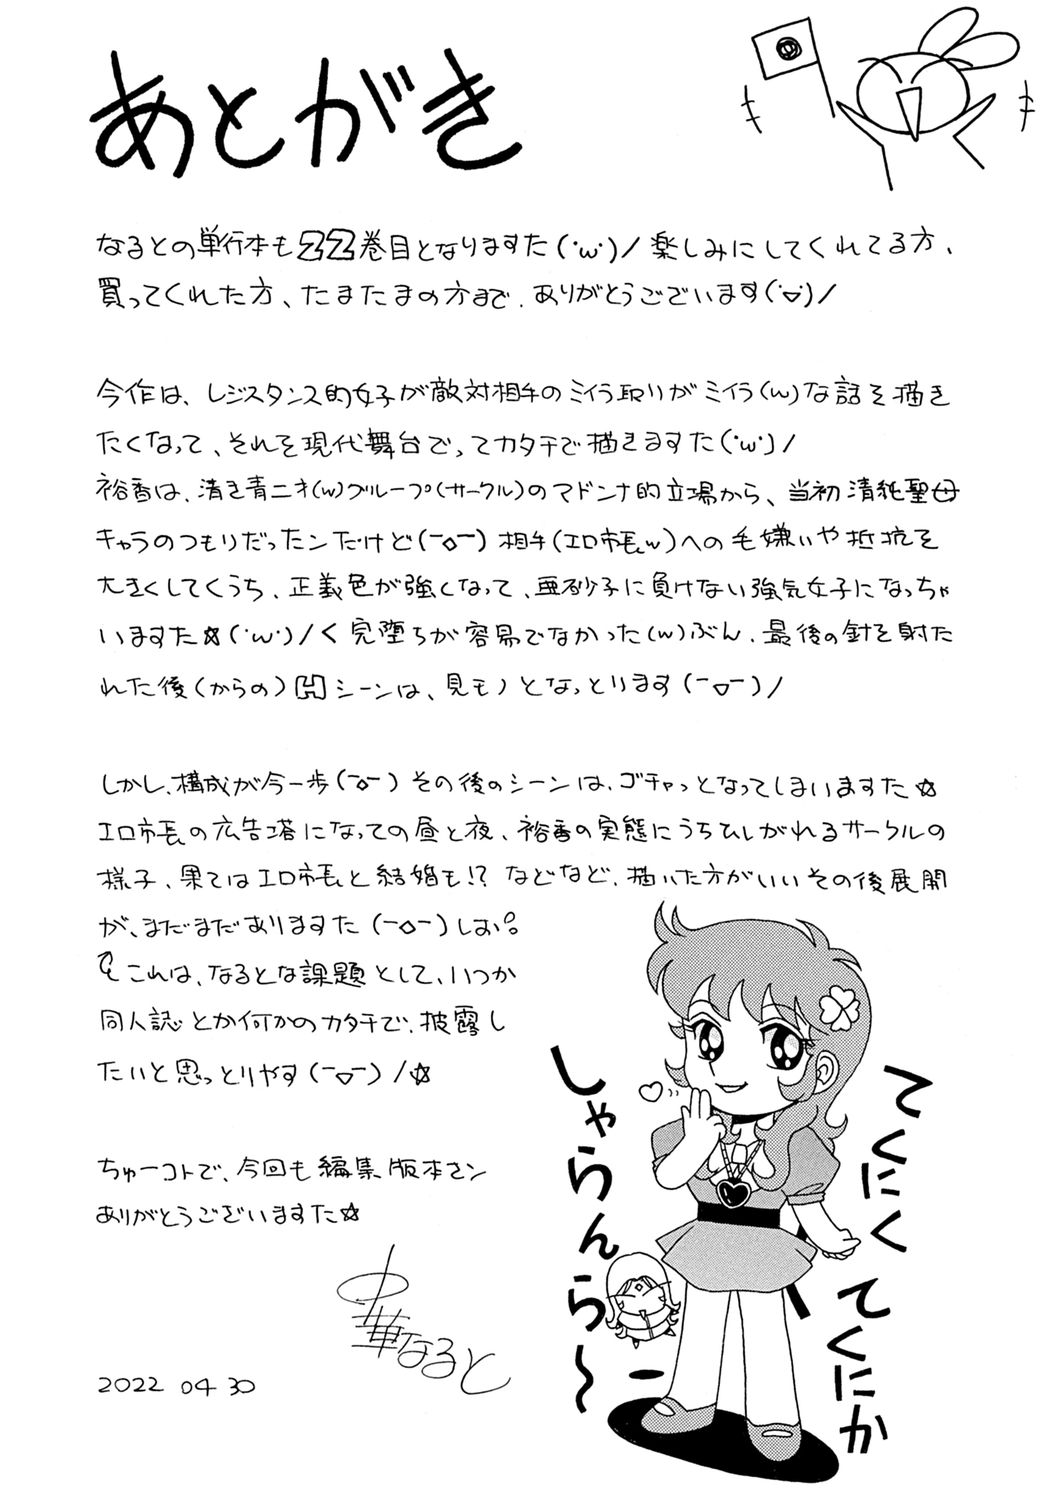 あとがき
なるとの単行本も22巻目となりますた(・ω・)/楽しみにしてくれてる方、
買ってくれた方、たまたまの方まで、ありがとうございます(・▽・)/
今作は、レジスタンス的女子が敵対相手のミイラ取りがミイラ(w)な話を描き
たくなって、それを現代舞台でってカタチで描きますた(・ω・)/
裕香は、清き青二才(w)グループ(サークル)のマドンナ的立場から、当初清純聖母
キャラのつもりだったンだけど(ー◇ー)相手(エロ市長w)への毛嫌いや抵抗を
大きくしてくうち、正義色が強くなって、亜砂子に負けない強気女子になっちゃ
いますた☆(・ω・)/く完堕ちが容易でなかった(w)ぶん、最後の針を射た
れた後(からの)Hシーンは、見モノとなっとります(ー▽ー)/
しかし、構成が今一歩(ー◇ー)その後のシーンは、ゴチャっとなってしまいますた☆
エロ市長の広告塔になっての昼と夜、裕香の実態にうちひしがれるサークルの
様子、果てはエロ市長と結婚も!?などなど、描いた方がいいその後展開
が、まだまだありますた(ー◇ー)しお。
これは、なるとな課題として、いつか
同人誌とか何かのカタチで、披露し
たいと思っとりやす(ー▽ー)/☆
ちゅーコトで、今回も編集版本さン
ありがとうございますた☆
中華なると
2022 04 30
てくにく てくにか
しゃらんら〜